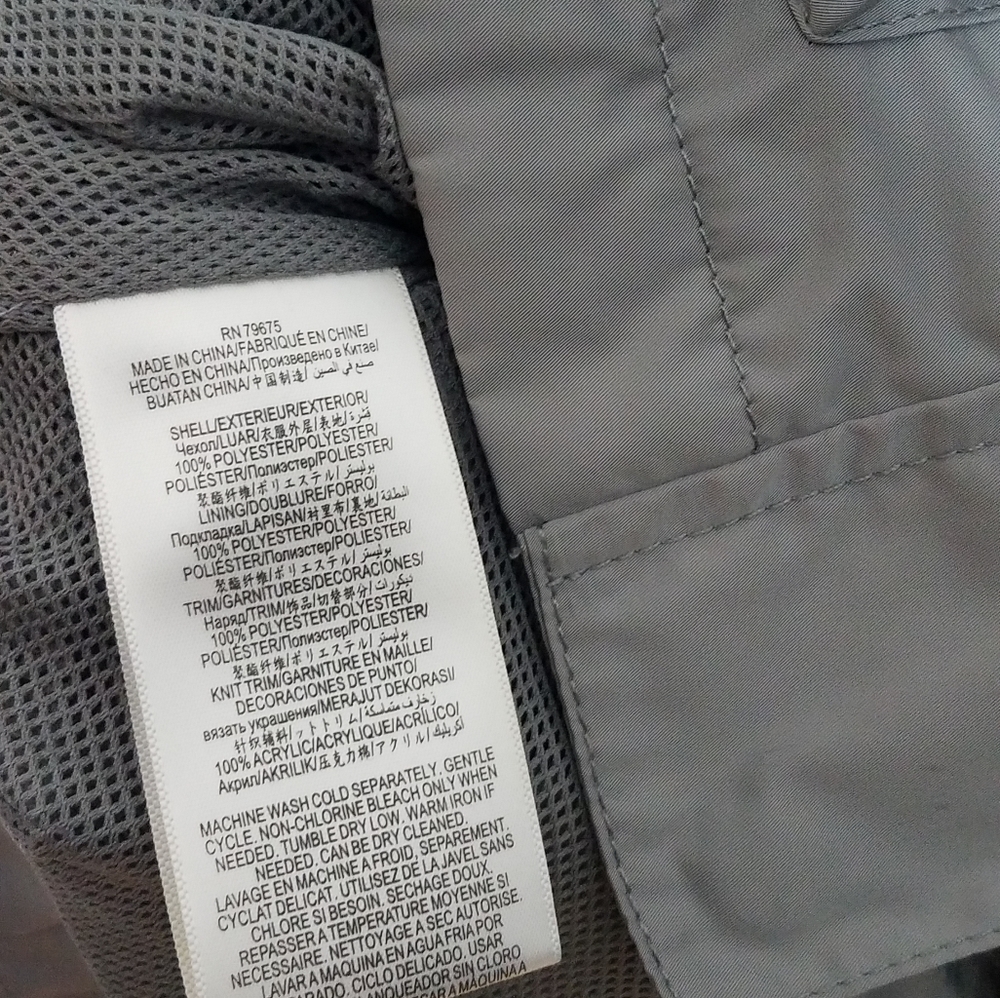 RN 79675
MADE IN CHINA/FABRIQUÉ EN CHINE/
HECHO EN CHINA/Произведено в Китае/
BUATAN CHINA/中国制造/صنع في الصين
SHELL/EXTERIEUR/EXTERIOR/
Чехол/LUAR/衣服外层/表地/قشرة/
100% POLYESTER/POLYESTER/
POLIÉSTER/Полиэстер/POLIESTER/
聚酯纤维/ポリエステル/بوليستر
LINING/DOUBLURE/FORRO/
Подкладка/LAPISAN/衬里布/裏地/البطانة
100% POLYESTER/POLYESTER/
POLIÉSTER/Полиэстер/POLIESTER/
聚酯纤维/ポリエステル/بوليستر
TRIM/GARNITURES/DECORACIONES/
Наряд/TRIM/饰品/切替部分/ديكورات
100% POLYESTER/POLYESTER/
POLIÉSTER/Полиэстер/POLIESTER
聚酯纤维/ポリエステル/بوليستر
KNIT TRIM/GARNITURE EN MAILLE/
DECORACIONES DE PUNTO/
вязать украшения/MERAJUT DEKORASI/
针织辅料/ニットトリム/زخارف متماسكة/
100% ACRYLIC/ACRYLIQUE/ACRÍLICO/
Акрил/AKRILIK/压克力棉/アクリル/أكريليك
MACHINE WASH COLD SEPARATELY. GENTLE
CYCLE. NON-CHLORINE BLEACH ONLY WHEN
NEEDED. TUMBLE DRY LOW. WARM IRON IF
NEEDED. CAN BE DRY CLEANED.
LAVAGE EN MACHINE A FROID, SEPAREMENT.
CYCLAT DELICAT. UTILISEZ DE LA JAVEL SANS
CHLORE SI BESOIN. SECHAGE DOUX.
REPASSER A TEMPERATURE MOYENNE SI
NECESSAIRE. NETTOYAGE A SEC AUTORISE.
LAVAR A MAQUINA EN AGUA FRIA POR
CICLO DELICADO. USAR
SIN CLORO
A MAQUINA A